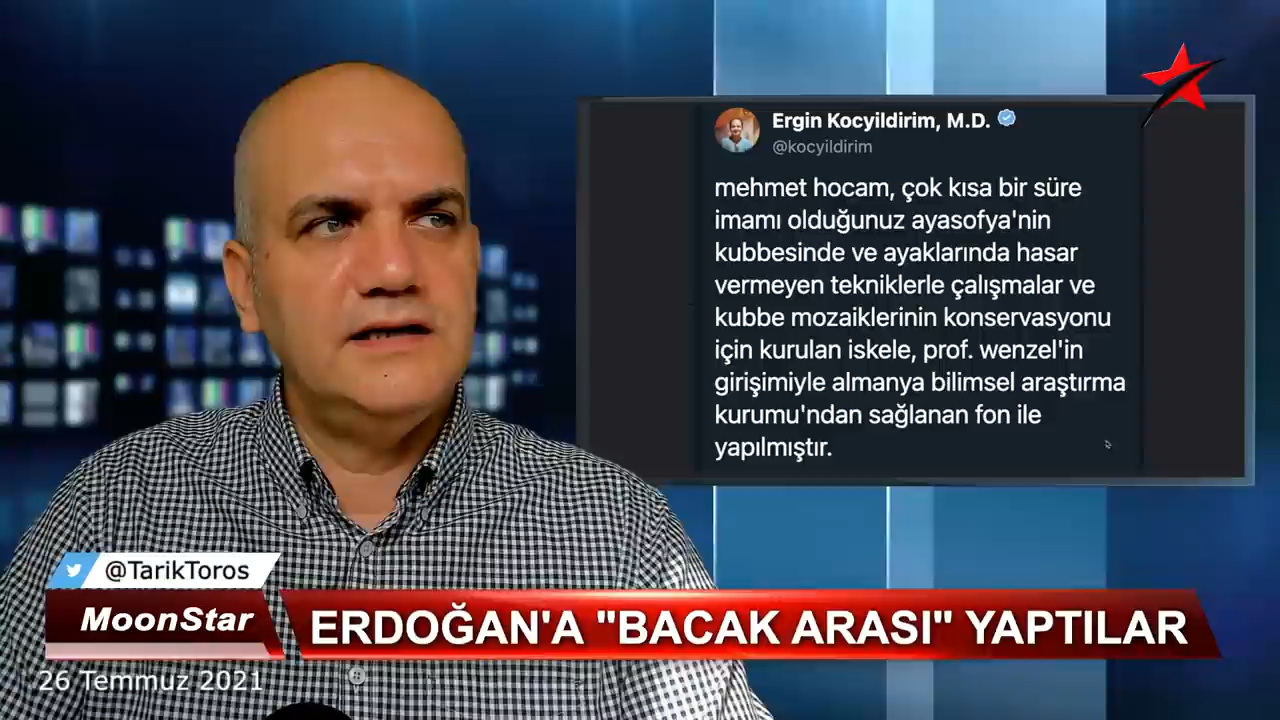 Ergin Kocyildirim, M.D.
@kocyildirim
mehmet hocam, çok kısa bir süre
imamı olduğunuz ayasofya'nin
kubbesinde ve ayaklarında hasar
vermeyen tekniklerle çalışmalar ve
kubbe mozaiklerinin konservasyonu
için kurulan iskele, prof. wenzel'in
girişimiyle almanya bilimsel araştırma
kurumu'ndan sağlanan fon ile
yapılmıştır.
@TarikToros
MoonStar
ERDOĞAN'A "BACAK ARASI" YAPTILAR
26 Temmuz 2021